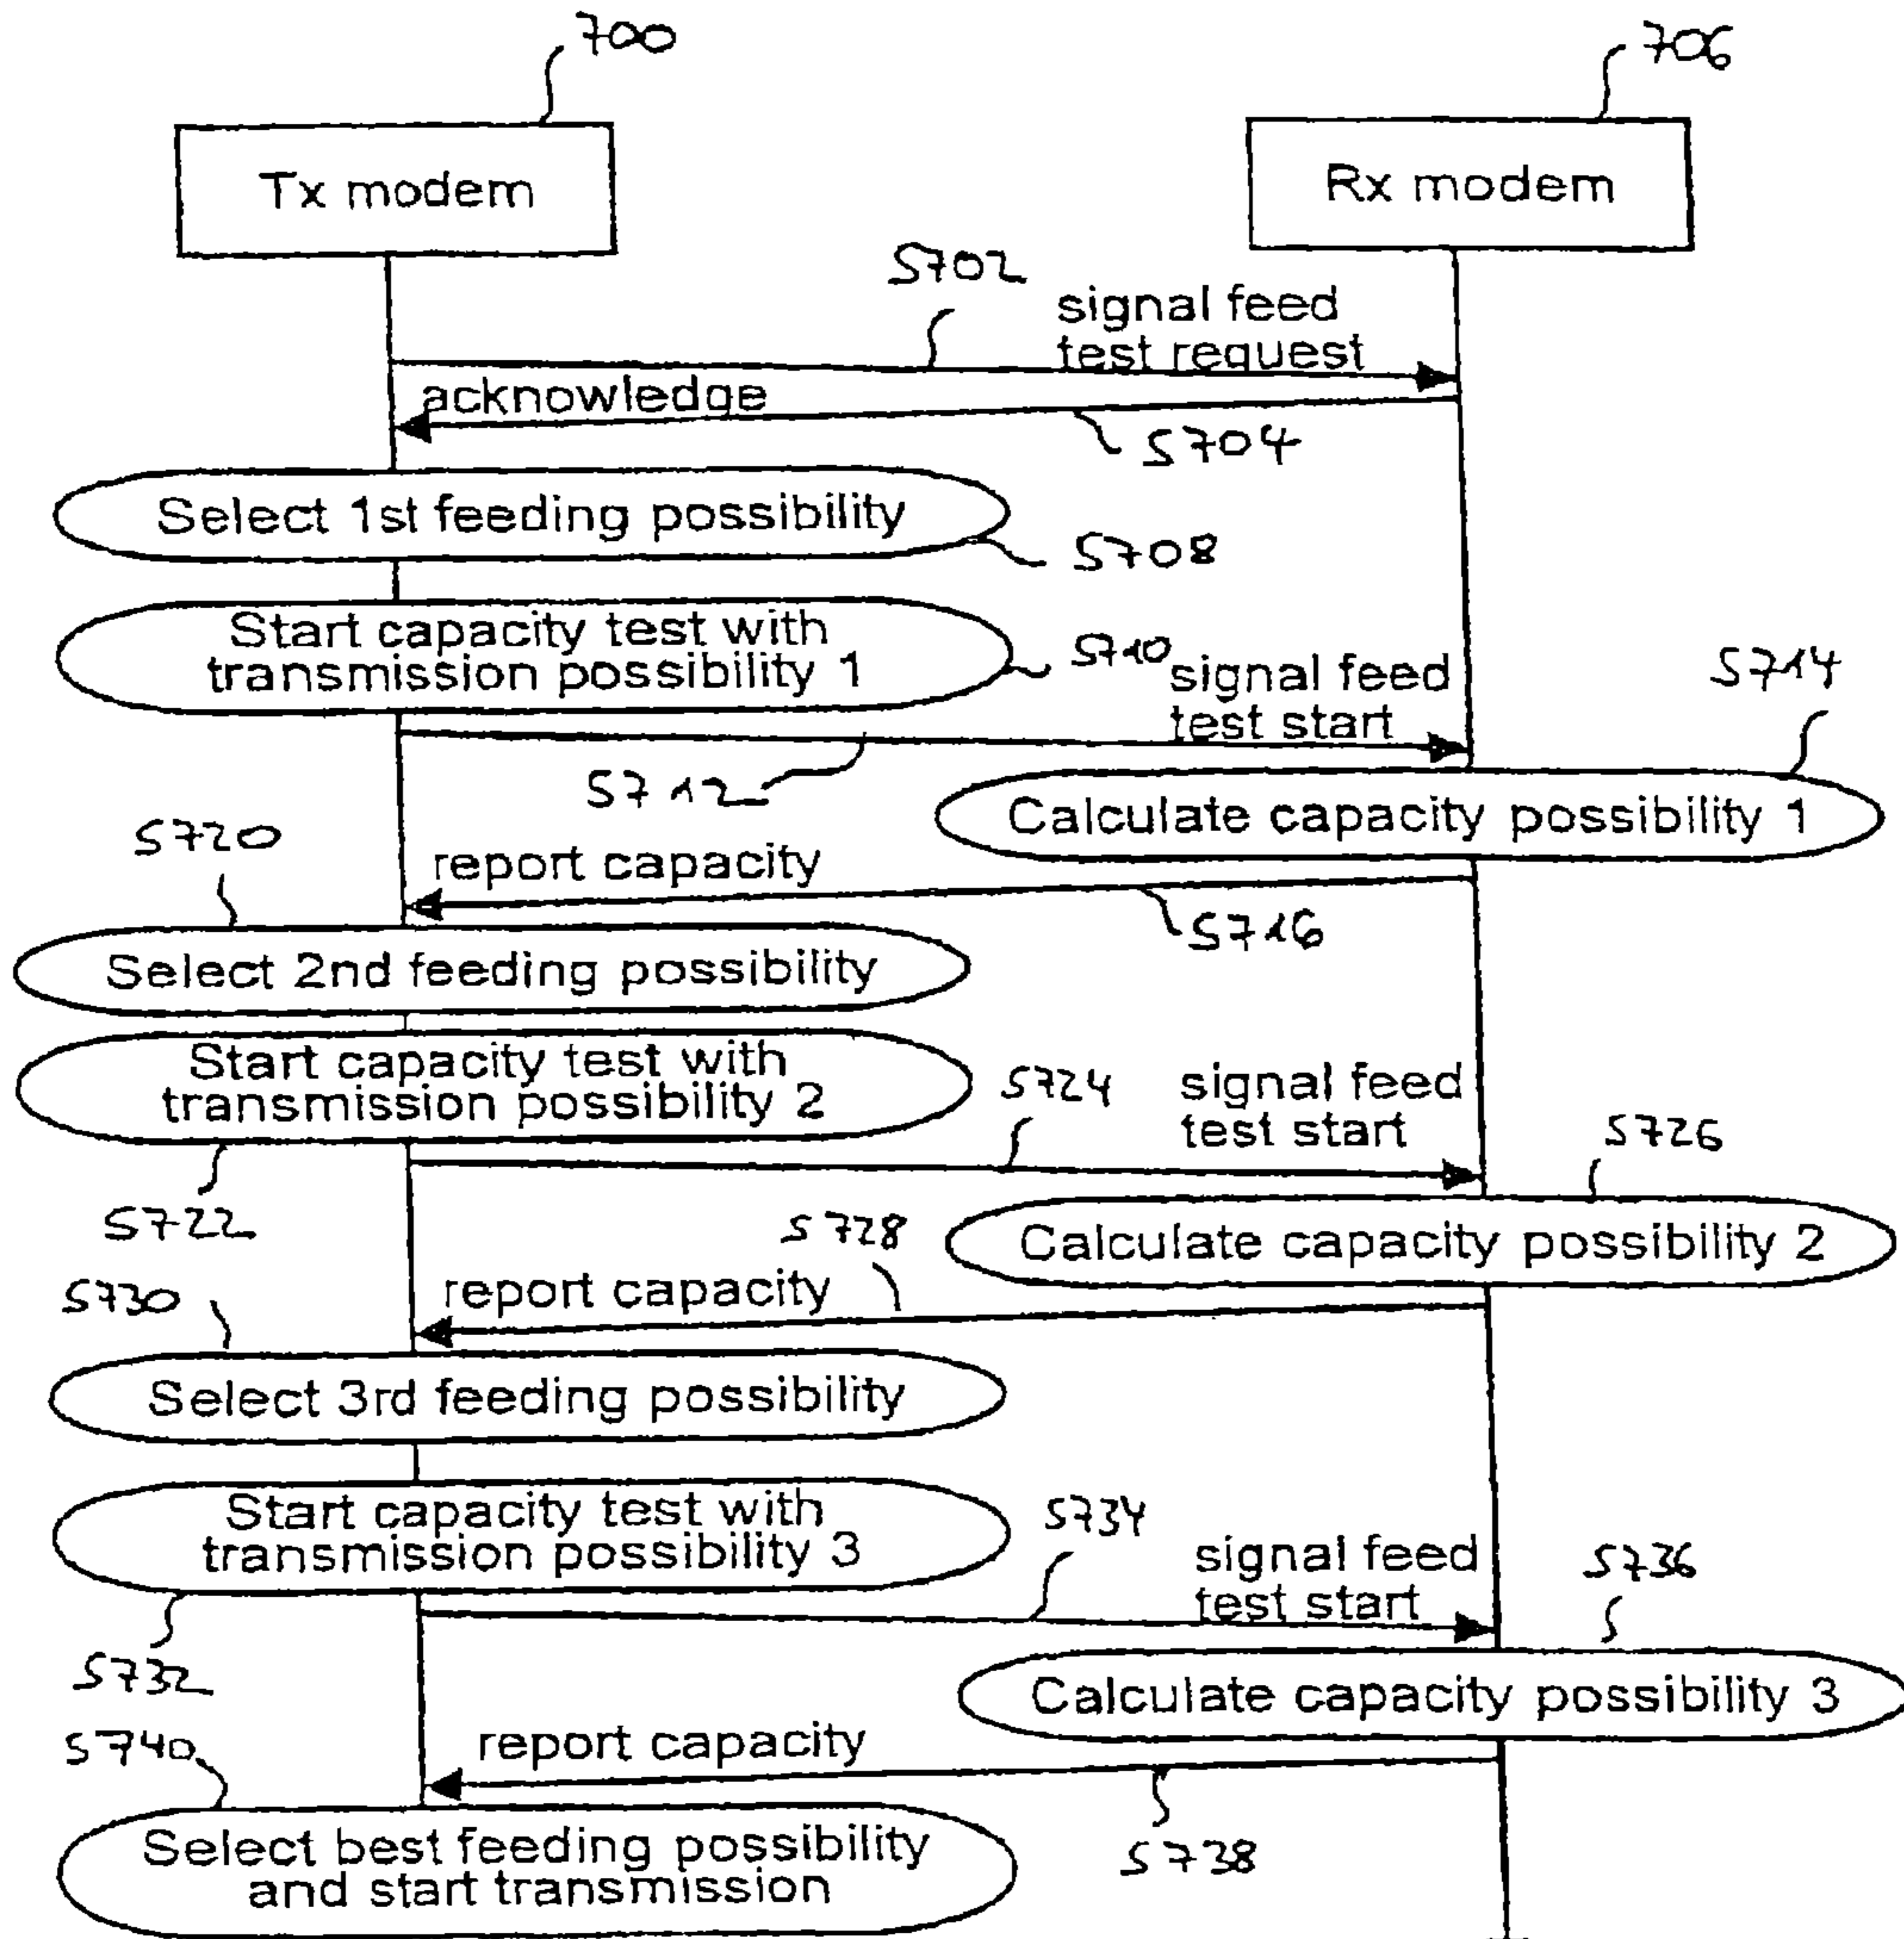 700
706
Tx modem
Rx modem
S702
signal feed
test request
acknowledge
S704
Select 1st feeding possibility
S708
Start capacity test with
transmission possibility 1
S710
signal feed
test start
S714
S712
Calculate capacity possibility 1
S720
report capacity
S716
Select 2nd feeding possibility
Start capacity test with
transmission possibility 2
S724
signal feed
test start
S726
S722
S728
Calculate capacity possibility 2
S730
report capacity
Select 3rd feeding possibility
Start capacity test with
transmission possibility 3
S734
signal feed
test start
S736
S732
Calculate capacity possibility 3
S740
report capacity
S738
Select best feeding possibility
and start transmission